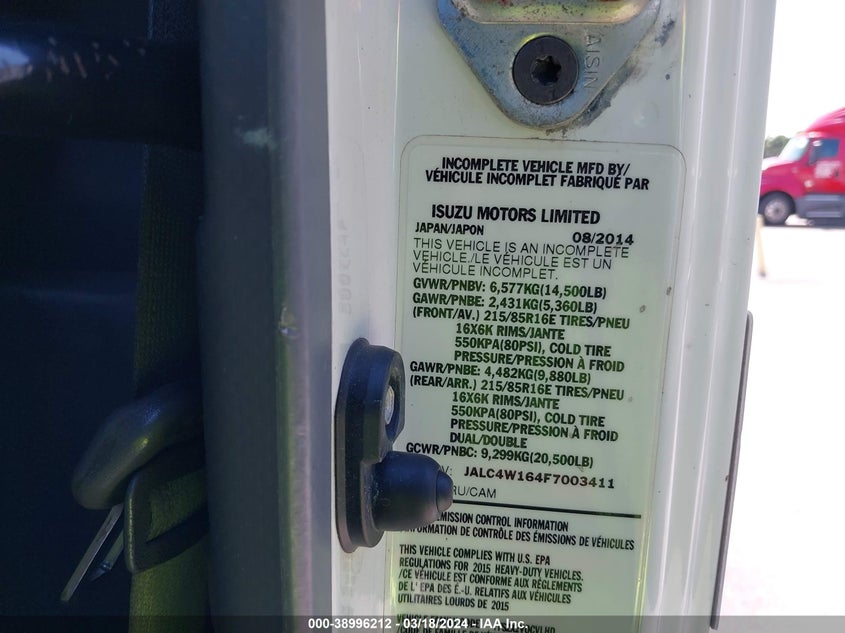 AISIN
INCOMPLETE VEHICLE MFD BY/
VÉHICULE INCOMPLET FABRIQUÉ PAR
ISUZU MOTORS LIMITED
JAPAN/JAPON 08/2014
THIS VEHICLE IS AN INCOMPLETE
VEHICLE./LE VÉHICULE EST UN
VÉHICULE INCOMPLET.
GVWR/PNBV: 6,577KG(14,500LB)
GAWR/PNBE: 2,431KG(5,360LB)
(FRONT/AV.) 215/85R16E TIRES/PNEU
16X6K RIMS/JANTE
550KPA(80PSI), COLD TIRE
PRESSURE/PRESSION À FROID
GAWR/PNBE: 4,482KG(9,880LB)
(REAR/ARR.) 215/85R16E TIRES/PNEU
16X6K RIMS/JANTE
550KPA(80PSI), COLD TIRE
PRESSURE/PRESSION À FROID
DUAL/DOUBLE
GCWR/PNBC: 9,299KG(20,500LB)
JALC4W164F7003411
RU/CAM
EMISSION CONTROL INFORMATION
INFORMATION DE CONTRÔLE DES ÉMISSIONS DE VÉHICULES
THIS VEHICLE COMPLIES WITH U.S. EPA
REGULATIONS FOR 2015 HEAVY-DUTY VEHICLES.
/CE VÉHICULE EST CONFORME AUX RÈGLEMENTS
DE L'EPA DES É.-U. RELATIFS AUX VÉHICULES
UTILITAIRES LOURDS DE 2015
000-38996212 - 03/18/2024 - IAA Inc.